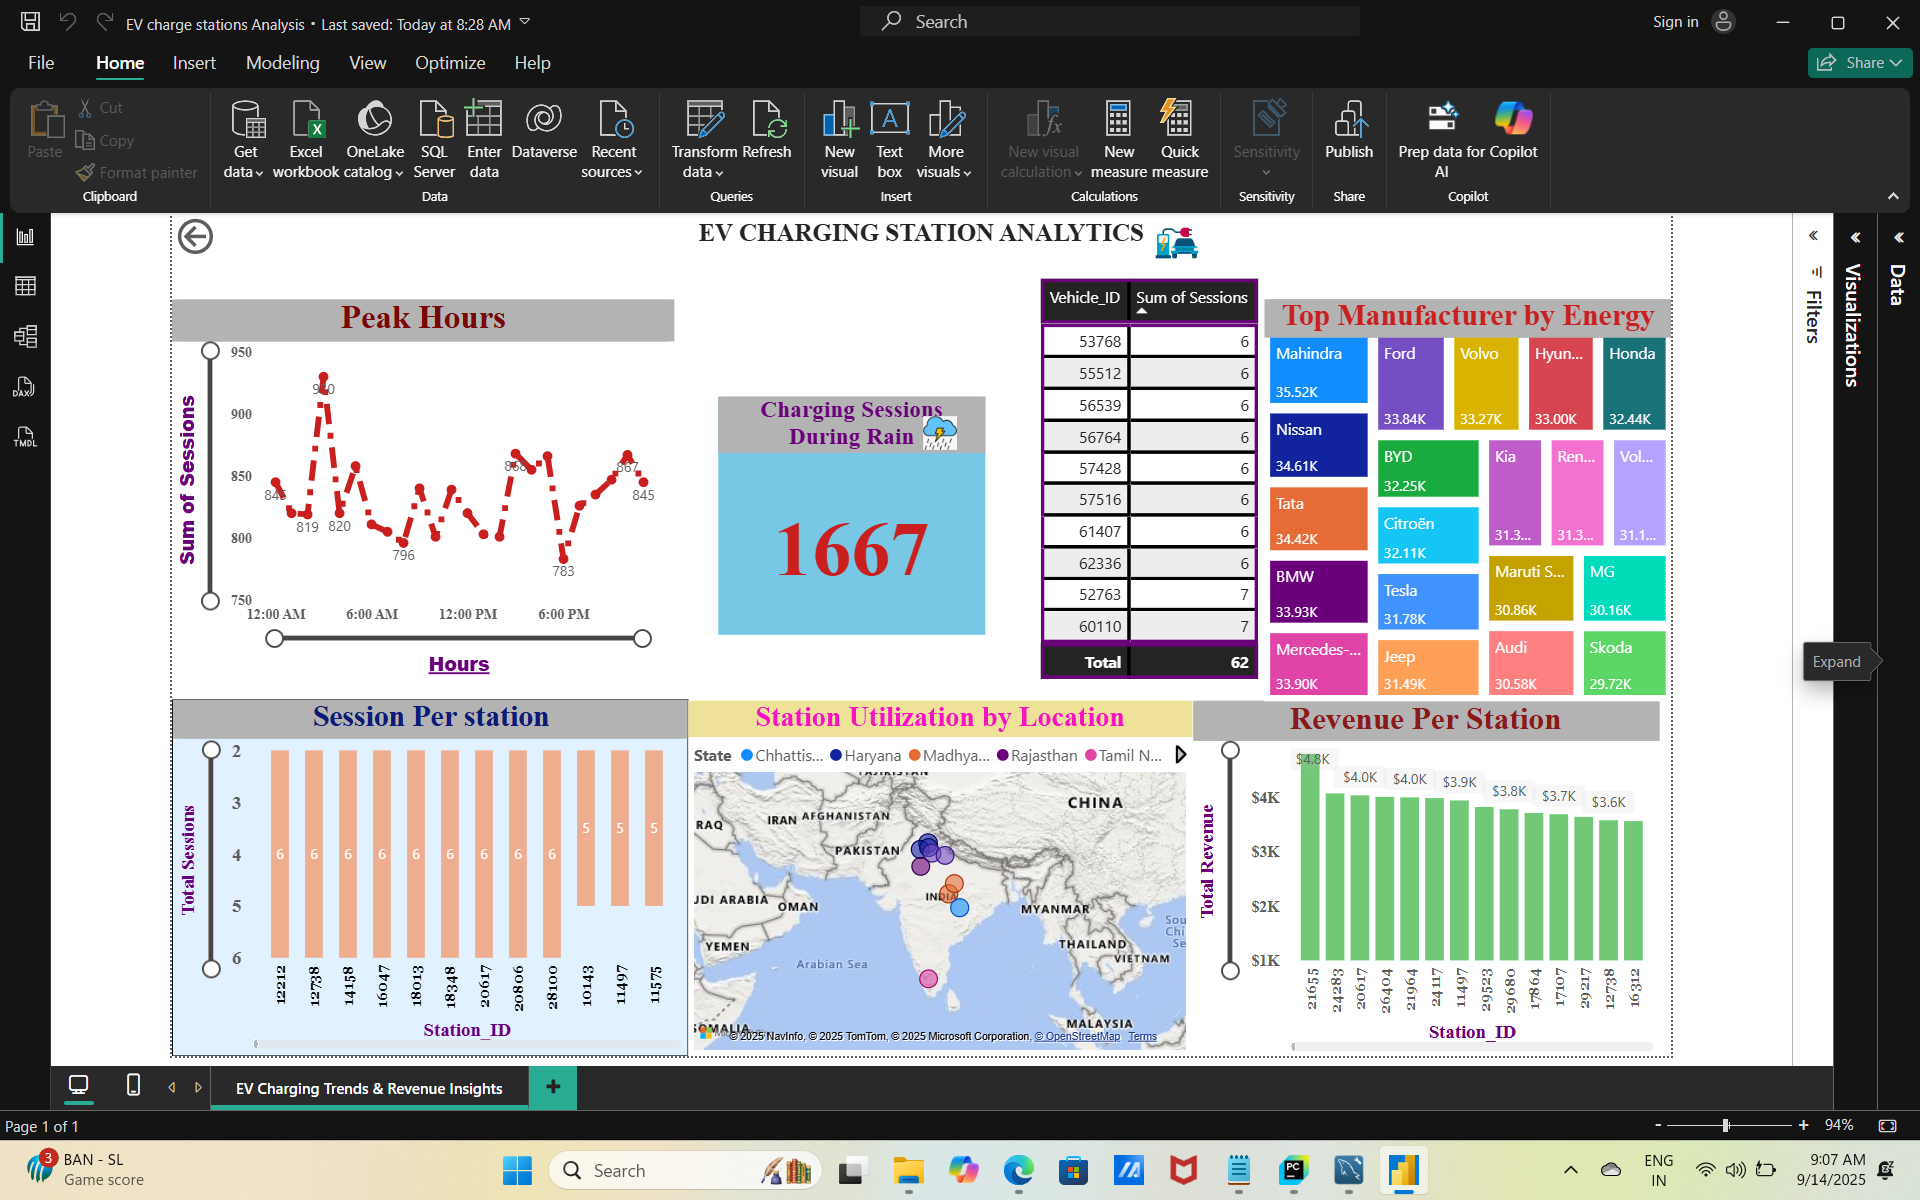 EV charge stations Analysis • Last saved: Today at 8:28 AM
Search
Sign in
File
Home
Insert
Modeling
View
Optimize
Help
Share
Paste
Cut
Copy
Format painter
Clipboard
Get data
Excel workbook
OneLake catalog
SQL Server
Enter data
Dataverse
Recent sources
Data
Transform data
Refresh
Queries
New visual
Text box
More visuals
Insert
New visual calculation
New measure
Quick measure
Calculations
Sensitivity
Sensitivity
Publish
Share
Prep data for AI
Copilot
Copilot
DAX
TMDL
EV CHARGING STATION ANALYTICS
Peak Hours
Sum of Sessions
950
900
850
800
750
845
819
930
820
796
868
783
867
845
12:00 AM
6:00 AM
12:00 PM
6:00 PM
Hours
Charging Sessions
During Rain
1667
Vehicle_ID Sum of Sessions
53768 6
55512 6
56539 6
56764 6
57428 6
57516 6
61407 6
62336 6
52763 7
60110 7
Total 62
Top Manufacturer by Energy
Mahindra
35.52K
Nissan
34.61K
Tata
34.42K
BMW
33.93K
Mercedes-...
33.90K
Ford
33.84K
Volvo
33.27K
Hyun...
33.00K
Honda
32.44K
BYD
32.25K
Citroën
32.11K
Tesla
31.78K
Jeep
31.49K
Kia
31.3...
Ren...
31.3...
Vol...
31.1...
Maruti S...
30.86K
MG
30.16K
Audi
30.58K
Skoda
29.72K
Filters
Visualizations
Data
Expand
Session Per station
Total Sessions
2
3
4
5
6
6 6 6 6 6 6 6 6 6 5 5 5
12212
12738
14158
16047
18013
18348
20617
20806
28100
10143
11497
11575
Station_ID
Station Utilization by Location
State Chhattis... Haryana Madhya... Rajasthan Tamil N...
TAJIKISTAN
CHINA
IRAN
AFGHANISTAN
RAQ
PAKISTAN
INDIA
UDI ARABIA
OMAN
MYANMAR
YEMEN
THAILAND
VIETNAM
Sou
Chi
Se
Arabian Sea
SOMALIA
MALAYSIA
© 2025 NavInfo, © 2025 TomTom, © 2025 Microsoft Corporation, © OpenStreetMap Terms
Revenue Per Station
Total Revenue
$4K
$3K
$2K
$1K
$4.8K
$4.0K
$4.0K
$3.9K
$3.8K
$3.7K
$3.6K
21655
24283
20617
26404
21964
24117
11497
29523
29680
17864
17107
29217
12738
16312
Station_ID
EV Charging Trends & Revenue Insights
+
Page 1 of 1
- + 94%
3
BAN - SL
Game score
Search
PC
ENG
IN
9:07 AM
9/14/2025